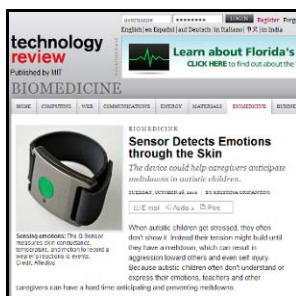 LOGIN Register
English | en Español | auf Deutsch | in Italiano | 中文 | in India
technology
review
Published by MIT
Learn about Florida's
CLICK HERE to find out about the
BIOMEDICINE
HOME COMPUTING WEB COMMUNICATIONS ENERGY MATERIALS BIOMEDICINE
BIOMEDICINE
Sensor Detects Emotions
through the Skin
The device could help caregivers anticipate
meltdowns in autistic children.
E-mail Audio » Print
Sensing emotions: The Q Sensor
measures skin conductance,
temperature, and motion to record a
wearer's reactions to events.
Credit: Affectiva
When autistic children get stressed, they often
don't show it. Instead their tension might build until
they have a meltdown, which can result in
aggression toward others and even self injury.
Because autistic children often don't understand or
express their emotions, teachers and other
caregivers can have a hard time anticipating and preventing meltdowns.